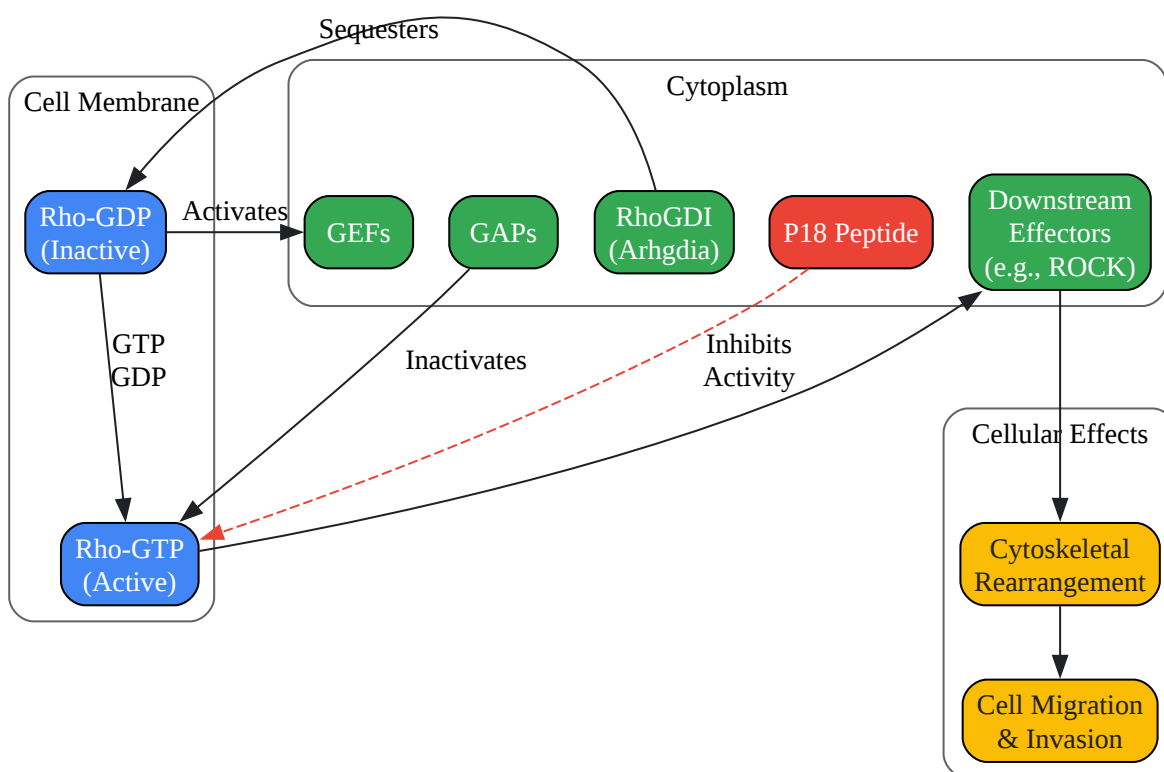 Sequesters
Cell Membrane
Cytoplasm
Rho-GDP
(Inactive)
Activates
GEFs
GAPs
RhoGDI
(Arhgdia)
P18 Peptide
Downstream
Effectors
(e.g., ROCK)
GTP
GDP
Inactivates
Inhibits
Activity
Cellular Effects
Rho-GTP
(Active)
Cytoskeletal
Rearrangement
Cell Migration
& Invasion